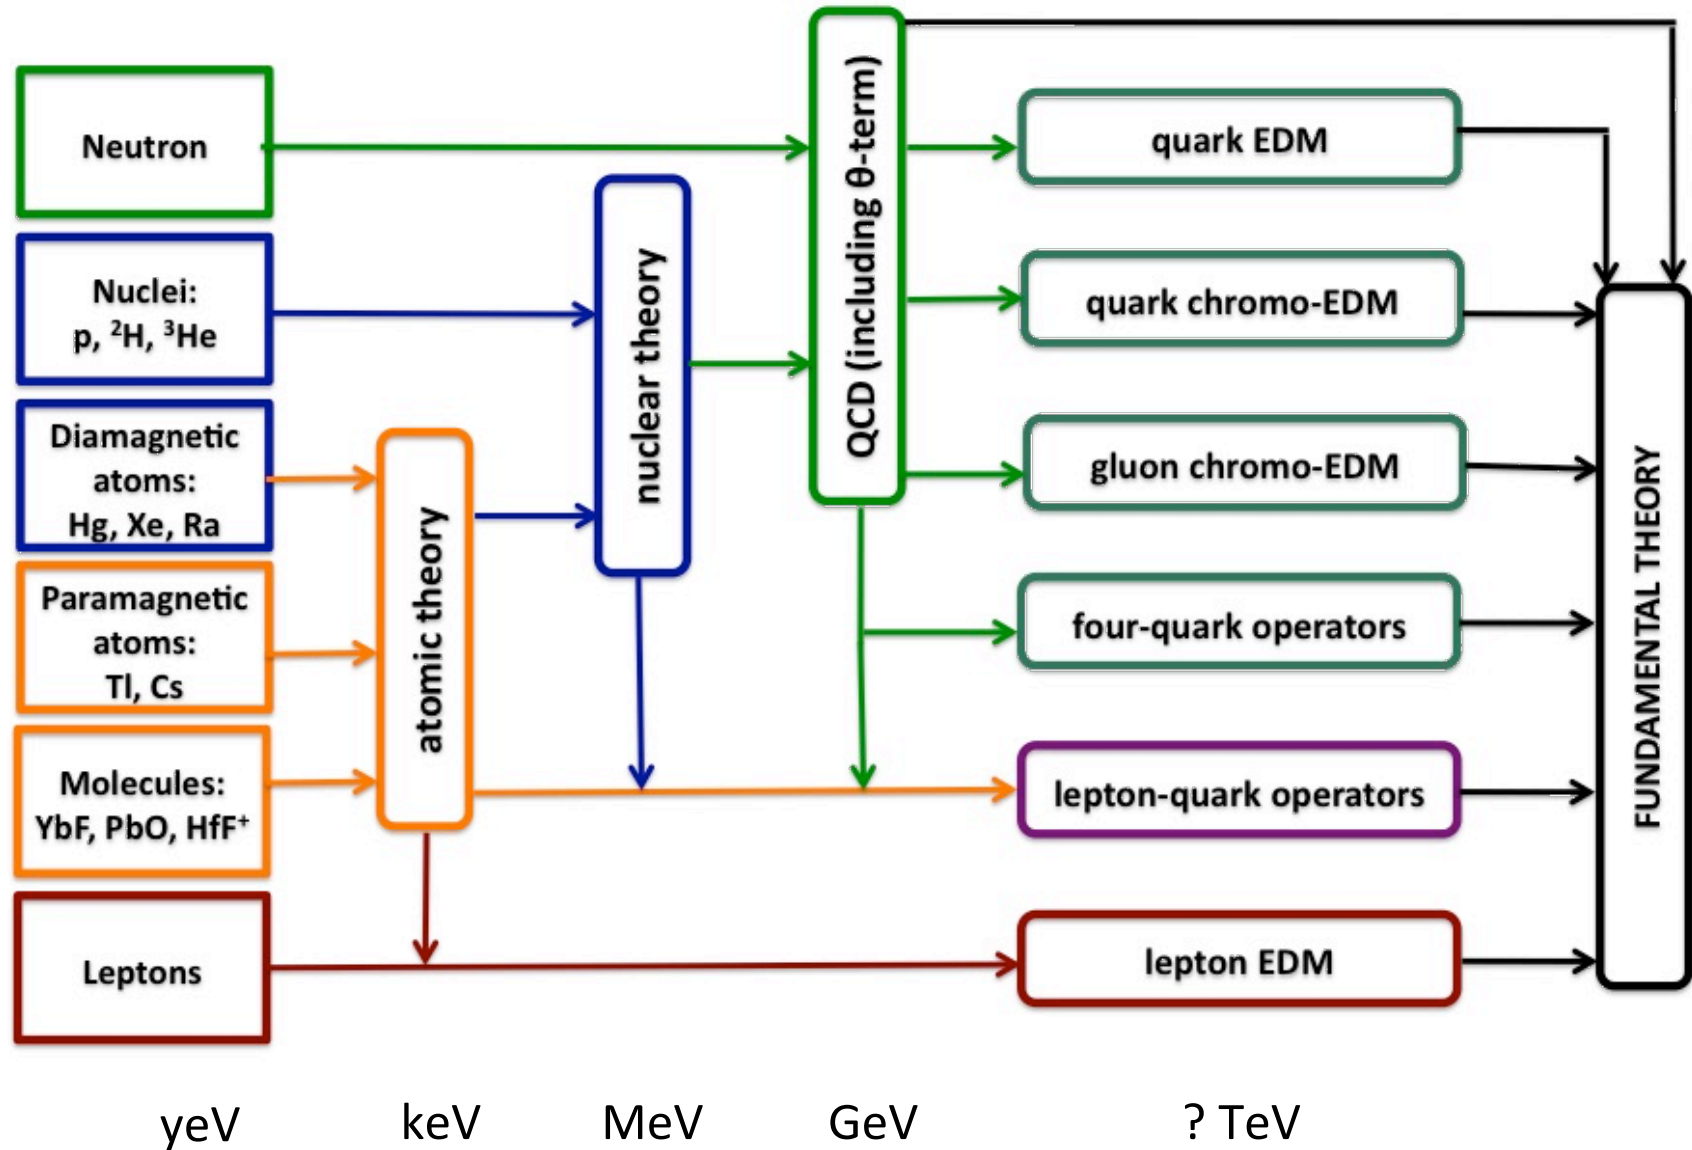 Neutron
Nuclei:
p, ²H, ³He
Diamagnetic
atoms:
Hg, Xe, Ra
Paramagnetic
atoms:
Tl, Cs
Molecules:
YbF, PbO, HfF⁺
Leptons
atomic theory
nuclear theory
QCD (including θ-term)
quark EDM
quark chromo-EDM
gluon chromo-EDM
four-quark operators
lepton-quark operators
lepton EDM
FUNDAMENTAL THEORY
yeV
keV
MeV
GeV
? TeV